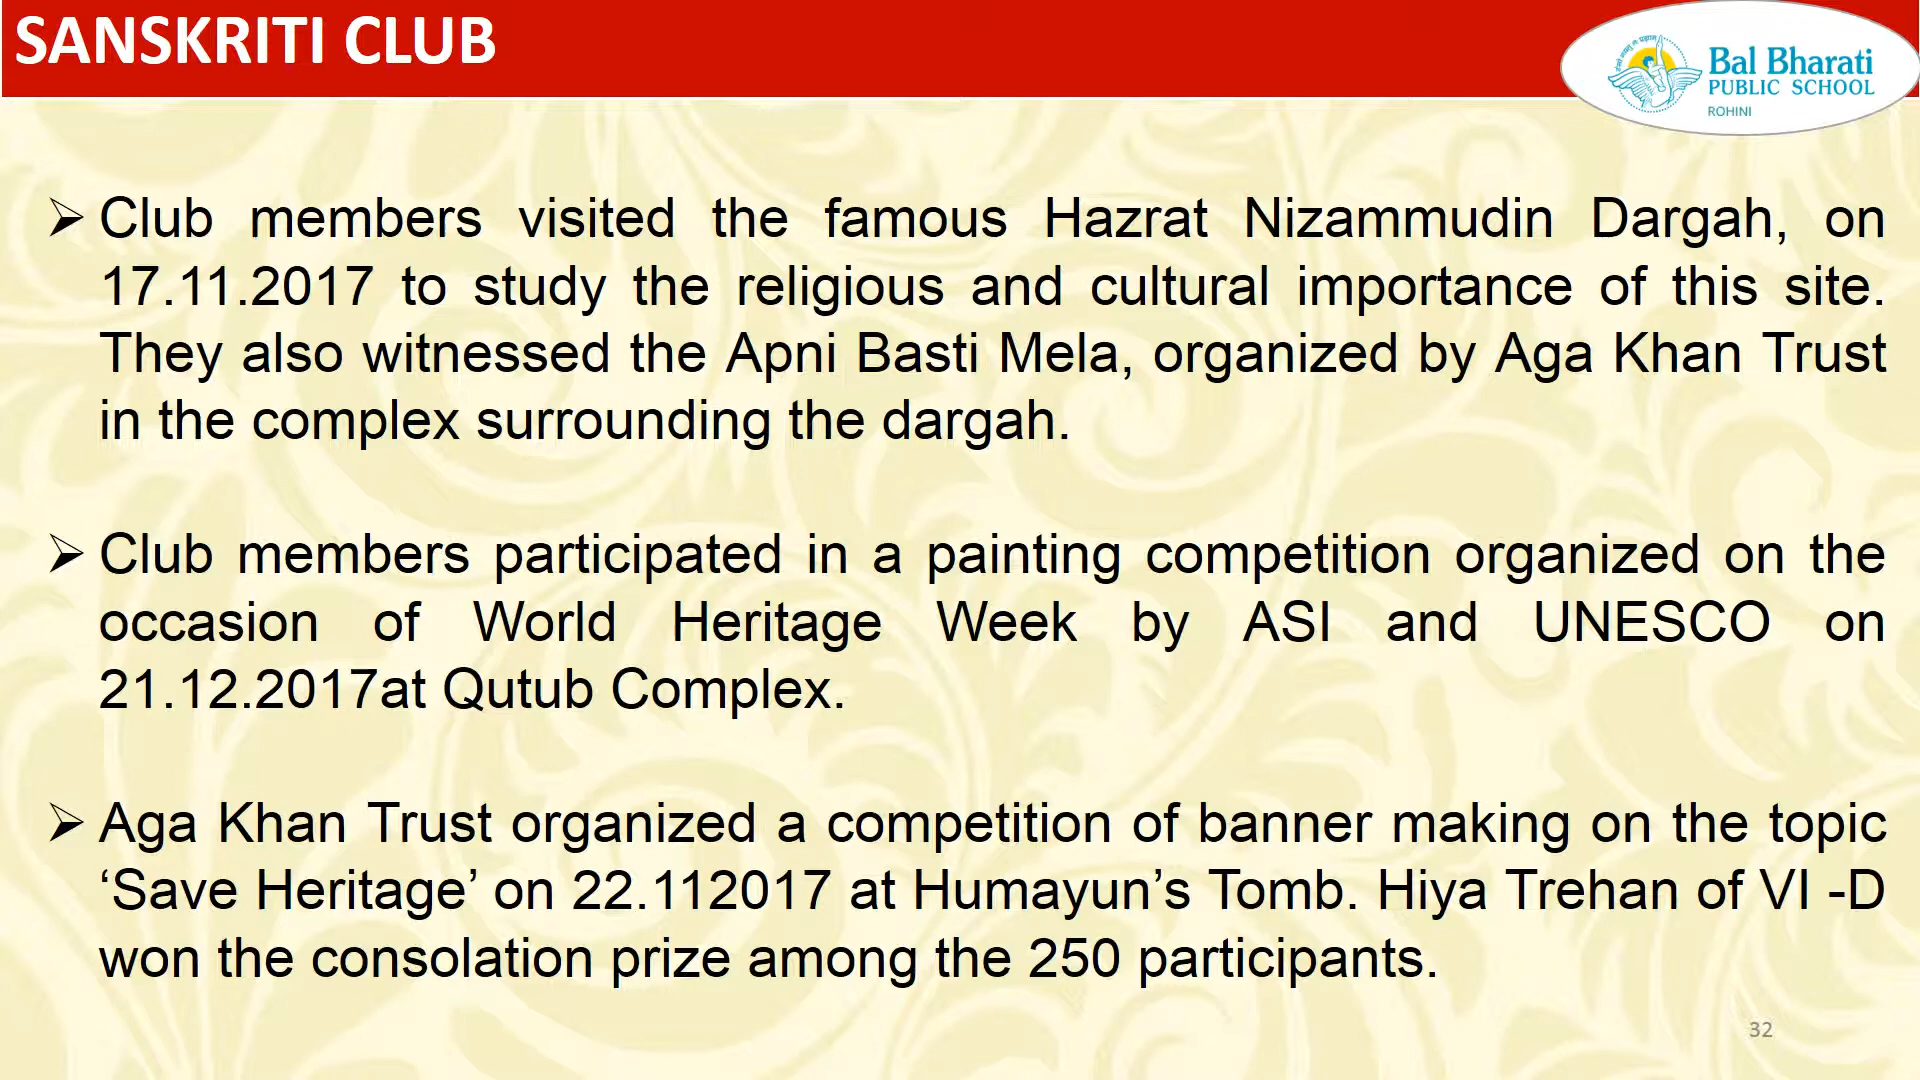 SANSKRITI CLUB
Bal Bharati
PUBLIC SCHOOL
ROHINI
Club members visited the famous Hazrat Nizammudin Dargah, on
17.11.2017 to study the religious and cultural importance of this site.
They also witnessed the Apni Basti Mela, organized by Aga Khan Trust
in the complex surrounding the dargah.
Club members participated in a painting competition organized on the
occasion of World Heritage Week by ASI and UNESCO on
21.12.2017at Qutub Complex.
Aga Khan Trust organized a competition of banner making on the topic
‘Save Heritage’ on 22.112017 at Humayun’s Tomb. Hiya Trehan of VI -D
won the consolation prize among the 250 participants.
32